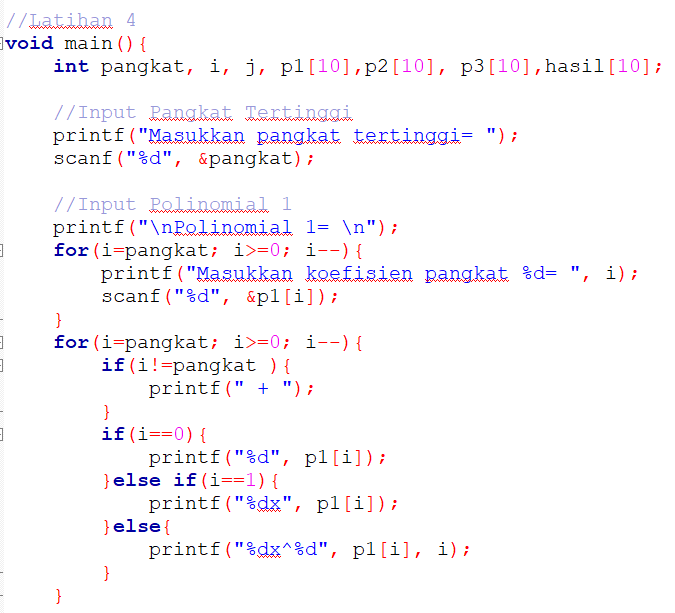 //Latihan 4
void main(){
    int pangkat, i, j, p1[10],p2[10], p3[10],hasil[10];

    //Input Pangkat Tertinggi
    printf("Masukkan pangkat tertinggi= ");
    scanf("%d", &pangkat);

    //Input Polinomial 1
    printf("\nPolinomial 1= \n");
    for(i=pangkat; i>=0; i--){
        printf("Masukkan koefisien pangkat %d= ", i);
        scanf("%d", &p1[i]);
    }
    for(i=pangkat; i>=0; i--){
        if(i!=pangkat ){
            printf(" + ");
        }
        if(i==0){
            printf("%d", p1[i]);
        }else if(i==1){
            printf("%dx", p1[i]);
        }else{
            printf("%dx^%d", p1[i], i);
        }
    }